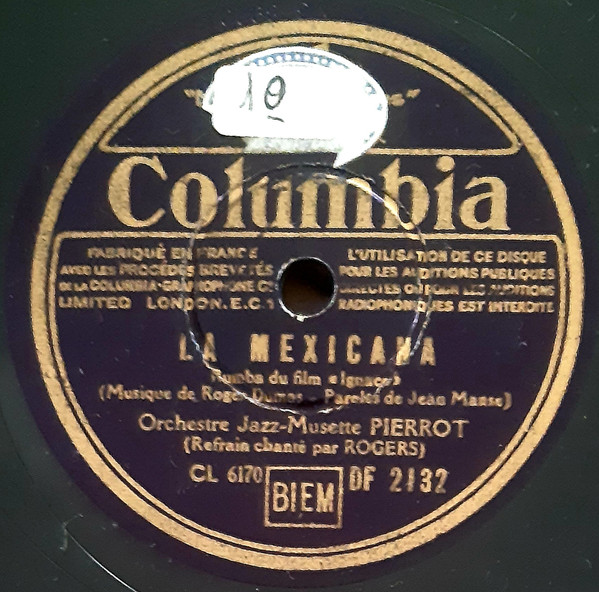 10
Columbia
FABRIQUÉ EN FRANCE
AVEC LES PROCÉDÉS BREVETÉS
DE LA COLUMBIA GRAPHOPHONE CO
LIMITED LONDON. E.C.1
L'UTILISATION DE CE DISQUE
POUR LES AUDITIONS PUBLIQUES
DIRECTES OU POUR LES AUDITIONS
RADIOPHONIQUES EST INTERDITE
LA MEXICANA
Rumba du film «Ignace»
(Musique de Roger Dumas - Paroles de Jean Manse)
Orchestre Jazz-Musette PIERROT
(Refrain chanté par ROGERS)
CL 6170 BIEM DF 2132